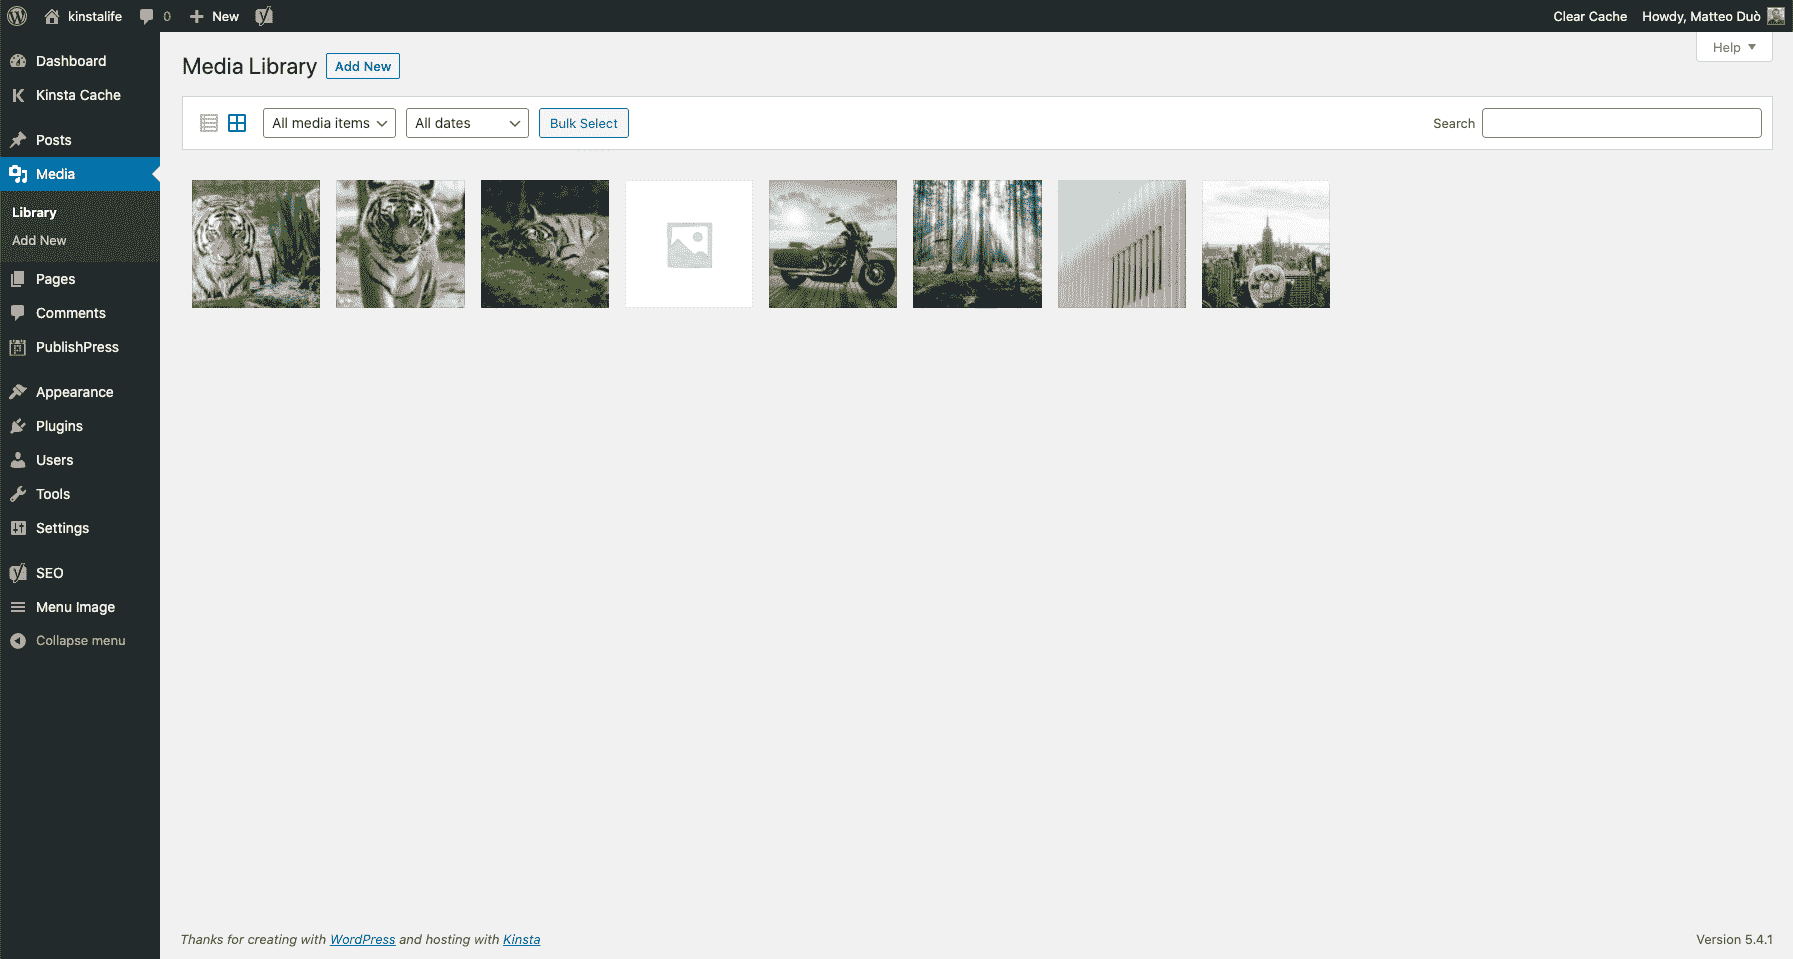 kinstalife 0 New Clear Cache Howdy, Matteo Duò
Help
Dashboard
Kinsta Cache
Posts
Media
Library
Add New
Pages
Comments
PublishPress
Appearance
Plugins
Users
Tools
Settings
SEO
Menu Image
Collapse menu
Media Library Add New
All media items All dates Bulk Select Search
Thanks for creating with WordPress and hosting with Kinsta Version 5.4.1